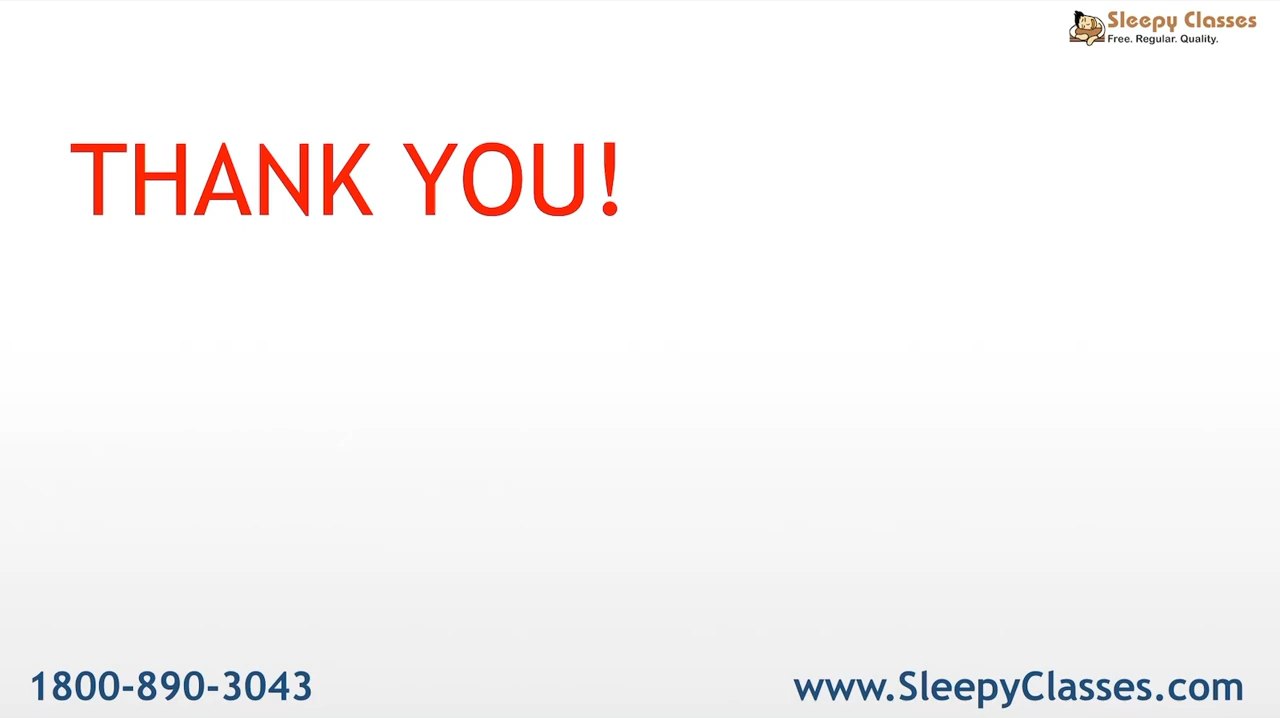 Sleepy Classes
Free. Regular. Quality.
THANK YOU!
1800-890-3043
www.SleepyClasses.com